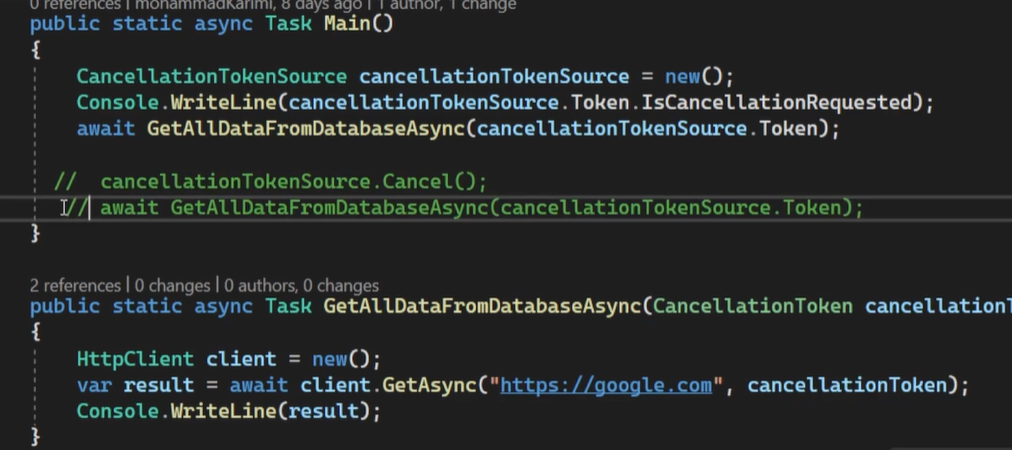 0 references | mohammadKarimi, 8 days ago | 1 author, 1 change
public static async Task Main()
{
CancellationTokenSource cancellationTokenSource = new();
Console.WriteLine(cancellationTokenSource.Token.IsCancellationRequested);
await GetAllDataFromDatabaseAsync(cancellationTokenSource.Token);
// cancellationTokenSource.Cancel();
// await GetAllDataFromDatabaseAsync(cancellationTokenSource.Token);
}
2 references | 0 changes | 0 authors, 0 changes
public static async Task GetAllDataFromDatabaseAsync(CancellationToken cancellationT
{
HttpClient client = new();
var result = await client.GetAsync("https://google.com", cancellationToken);
Console.WriteLine(result);
}